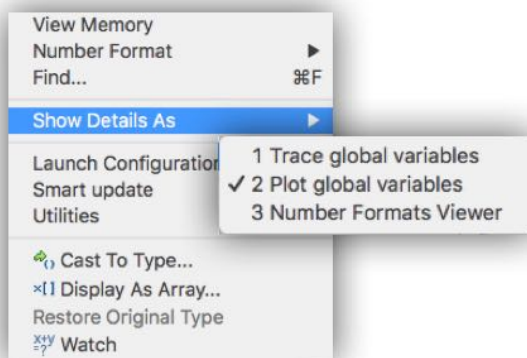 View Memory
Number Format
Find... ⌘F
Show Details As
1 Trace global variables
✓ 2 Plot global variables
3 Number Formats Viewer
Launch Configuration
Smart update
Utilities
Cast To Type...
Display As Array...
Restore Original Type
Watch